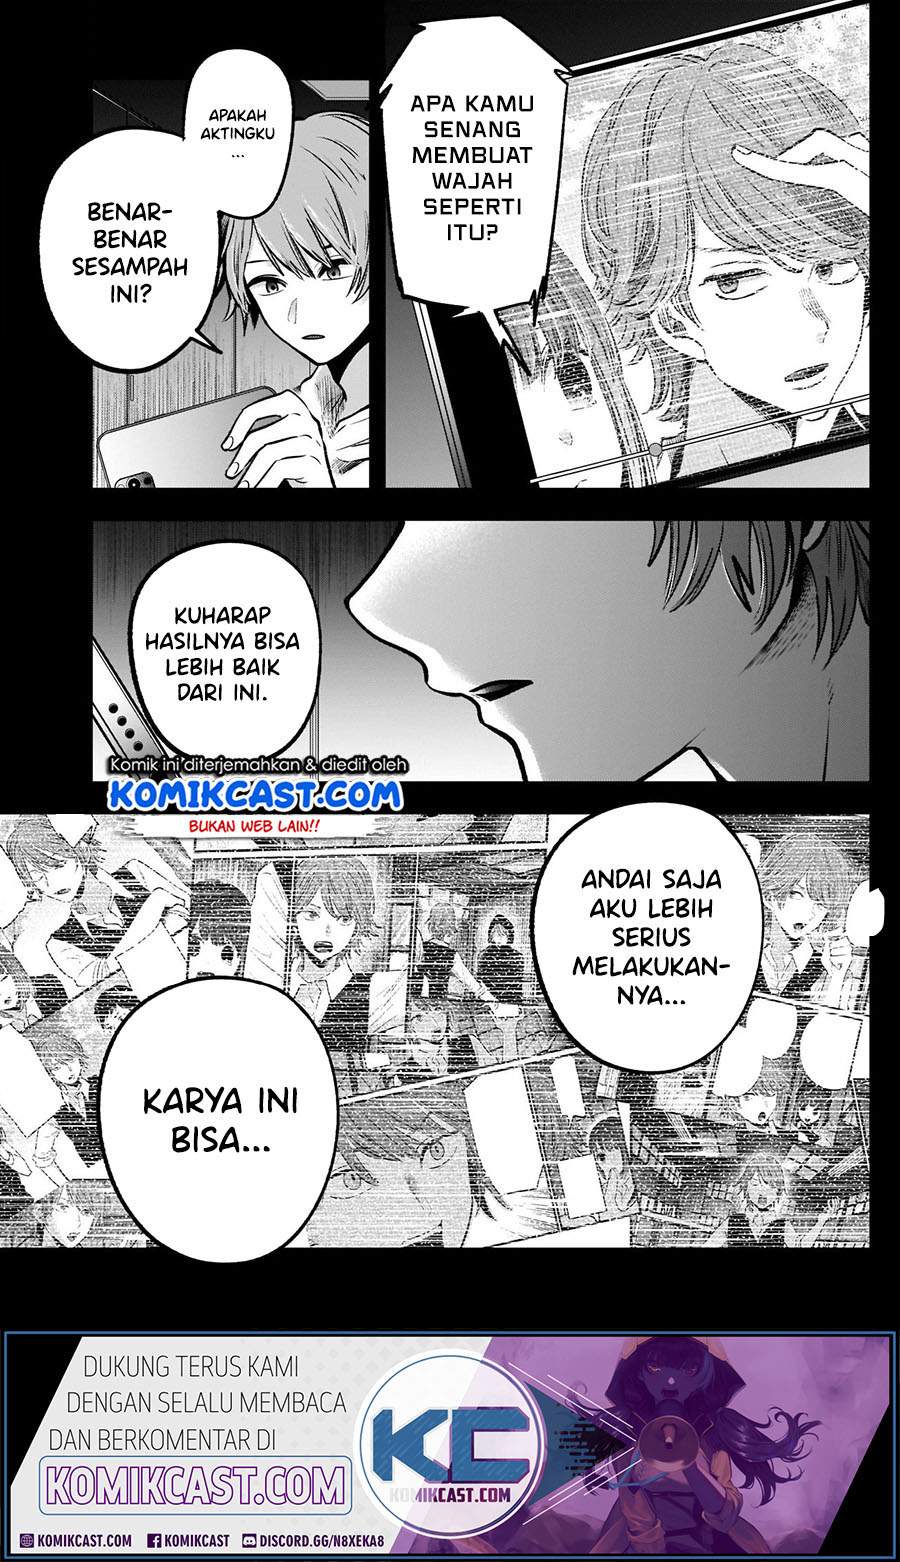 APA KAMU
SENANG
MEMBUAT
WAJAH
SEPERTI
ITU?
APAKAH
AKTINGKU
...
BENAR-
BENAR
SESAMPAH
INI?
KUHARAP
HASILNYA BISA
LEBIH BAIK
DARI INI.
Komik ini diterjemahkan & diedit oleh
KOMIKCAST.COM
BUKAN WEB LAIN!!
ANDAI SAJA
AKU LEBIH
SERIUS
MELAKUKAN-
NYA...
KARYA INI
BISA...
DUKUNG TERUS KAMI
DENGAN SELALU MEMBACA
DAN BERKOMENTAR DI
KOMIKCAST.COM
KOMIKCAST.COM
KOMIKCAST
DISCORD.GG/N8XEKA8
KC
KOMIKCAST.COM